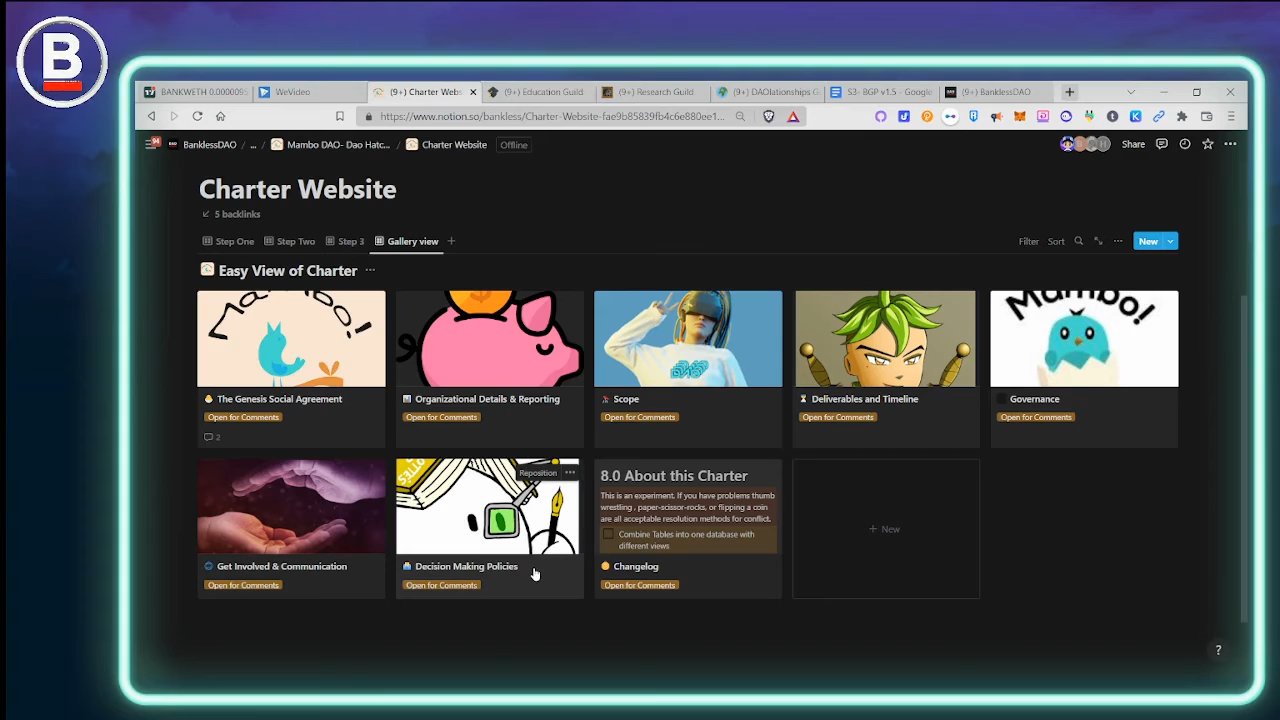 B
BANKWETH 0.0000095
WeVideo
(9+) Charter Webs
(9+) Education Guild
(9+) Research Guild
(9+) DAOlationships G
S3- BGP v1.5 - Google
(9+) BanklessDAO
https://www.notion.so/bankless/Charter-Website-fae9b85839fb4c6e880ee1...
94
BanklessDAO / ... / Mambo DAO- Dao Hatc... / Charter Website
Offline
Share
Charter Website
5 backlinks
Step One
Step Two
Step 3
Gallery view
Filter
Sort
New
Easy View of Charter
Mambo!
Mambo!
The Genesis Social Agreement
Organizational Details & Reporting
Scope
Deliverables and Timeline
Governance
Open for Comments
Open for Comments
Open for Comments
Open for Comments
Open for Comments
2
Reposition
8.0 About this Charter
This is an experiment. If you have problems thumb
wrestling , paper-scissor-rocks, or flipping a coin
are all acceptable resolution methods for conflict.
Combine Tables into one database with
different views
+ New
Get Involved & Communication
Decision Making Policies
Changelog
Open for Comments
Open for Comments
Open for Comments
?